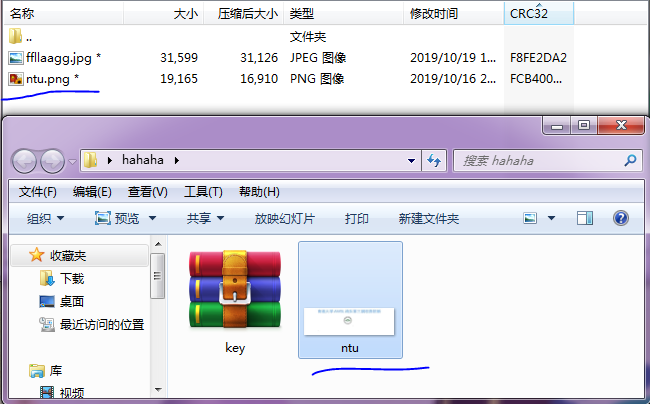 名称 大小 压缩后大小 类型 修改时间 CRC32
.. 文件夹
ffllaagg.jpg * 31,599 31,126 JPEG 图像 2019/10/19 1... F8FE2DA2
ntu.png * 19,165 16,910 PNG 图像 2019/10/16 2... FCB400...
hahaha 搜索 hahaha
文件(F) 编辑(E) 查看(V) 工具(T) 帮助(H)
组织 预览 共享 放映幻灯片 打印 新建文件夹
收藏夹
下载
桌面
最近访问的位置
库
视频
key ntu